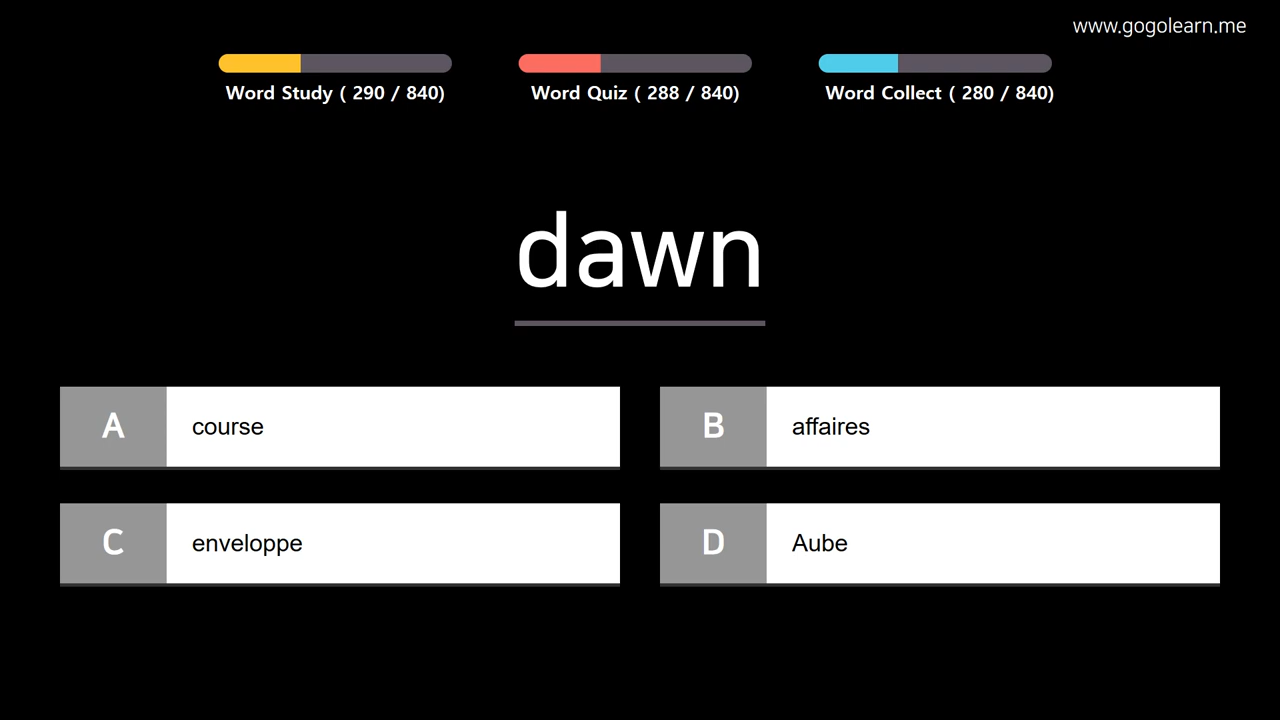 www.gogolearn.me
Word Study ( 290 / 840)
Word Quiz ( 288 / 840)
Word Collect ( 280 / 840)
dawn
A course
B affaires
C enveloppe
D Aube